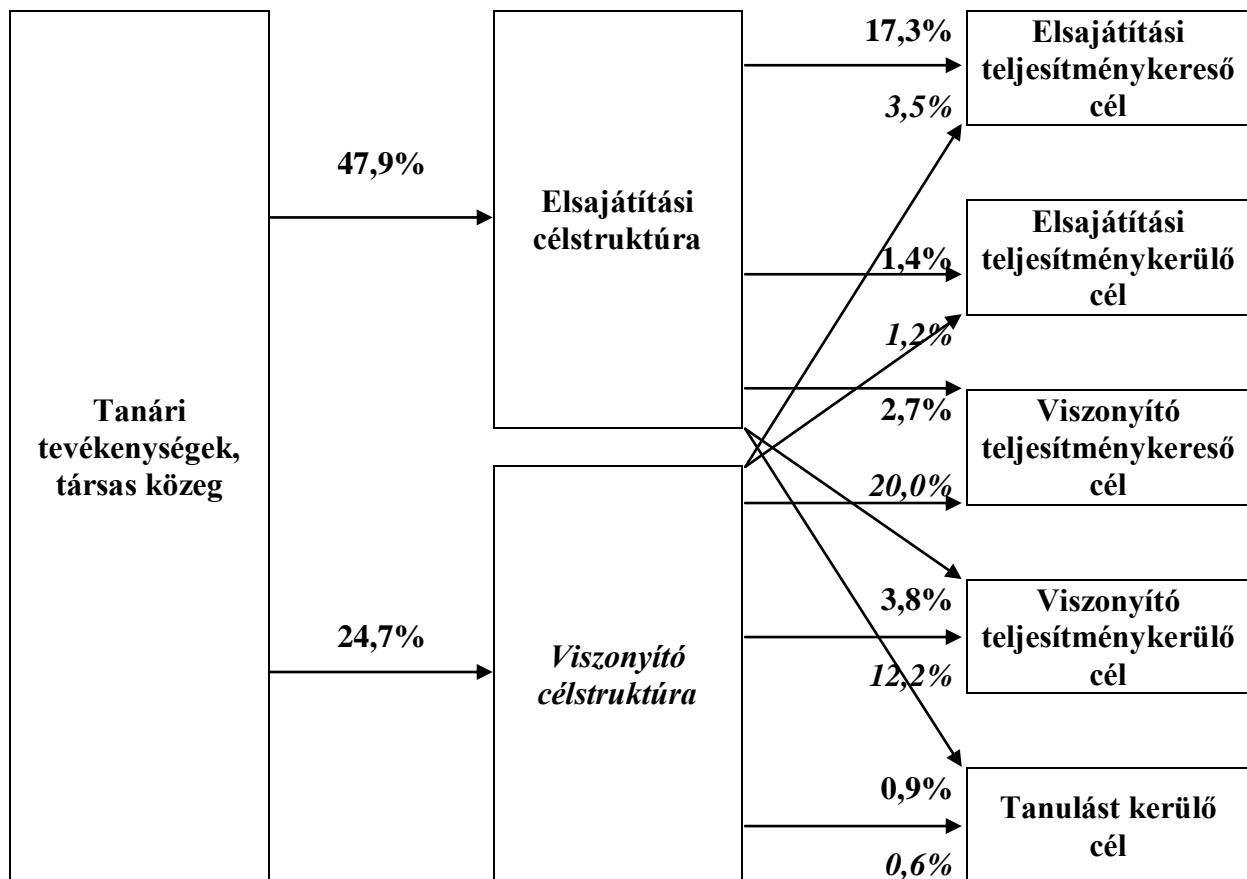 Tanári
tevékenységek,
társas közeg
47,9%
24,7%
Elsajátítási
célstruktúra
Viszonyító
célstruktúra
17,3%
3,5%
1,4%
1,2%
2,7%
20,0%
3,8%
12,2%
0,9%
0,6%
Elsajátítási
teljesítménykereső
cél
Elsajátítási
teljesítménykerülő
cél
Viszonyító
teljesítménykereső
cél
Viszonyító
teljesítménykerülő
cél
Tanulást kerülő
cél